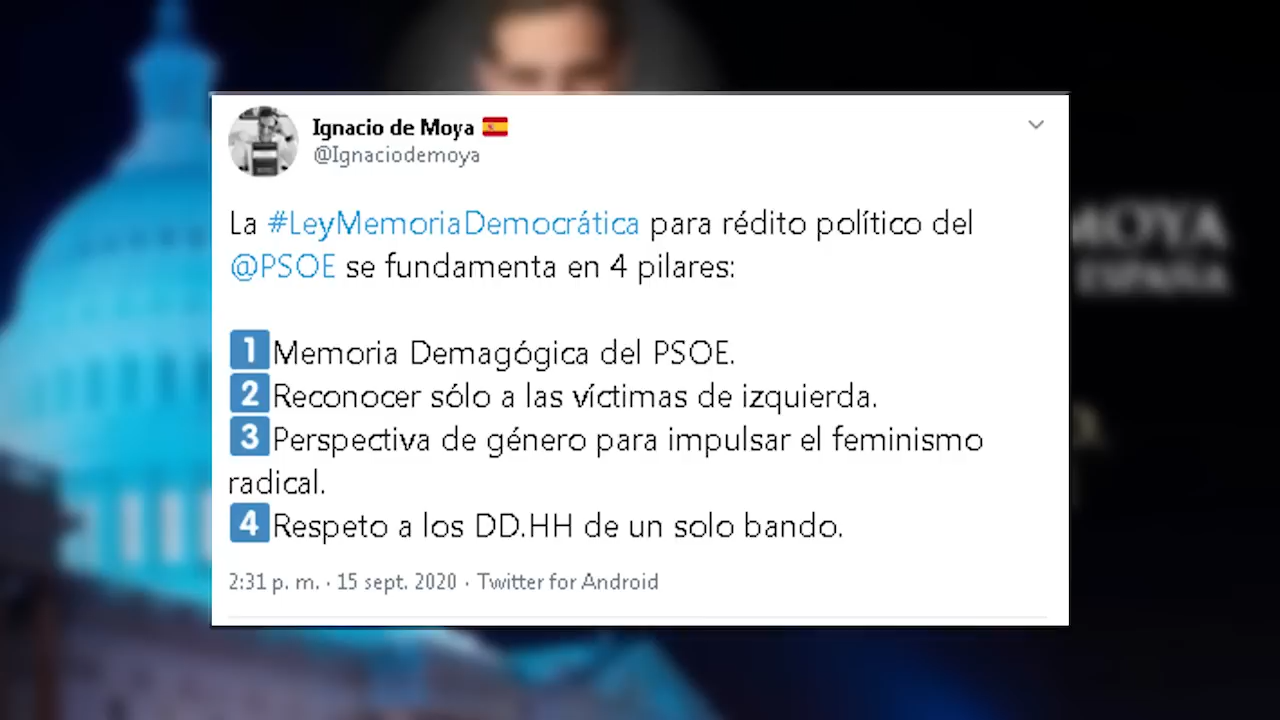 Ignacio de Moya 🇪🇸
@Ignaciodemoya
La #LeyMemoriaDemocrática para rédito político del
@PSOE se fundamenta en 4 pilares:
1️⃣Memoria Demagógica del PSOE.
2️⃣Reconocer sólo a las víctimas de izquierda.
3️⃣Perspectiva de género para impulsar el feminismo
radical.
4️⃣Respeto a los DD.HH de un solo bando.
2:31 p. m. · 15 sept. 2020 · Twitter for Android
MOYA
ESPAÑA